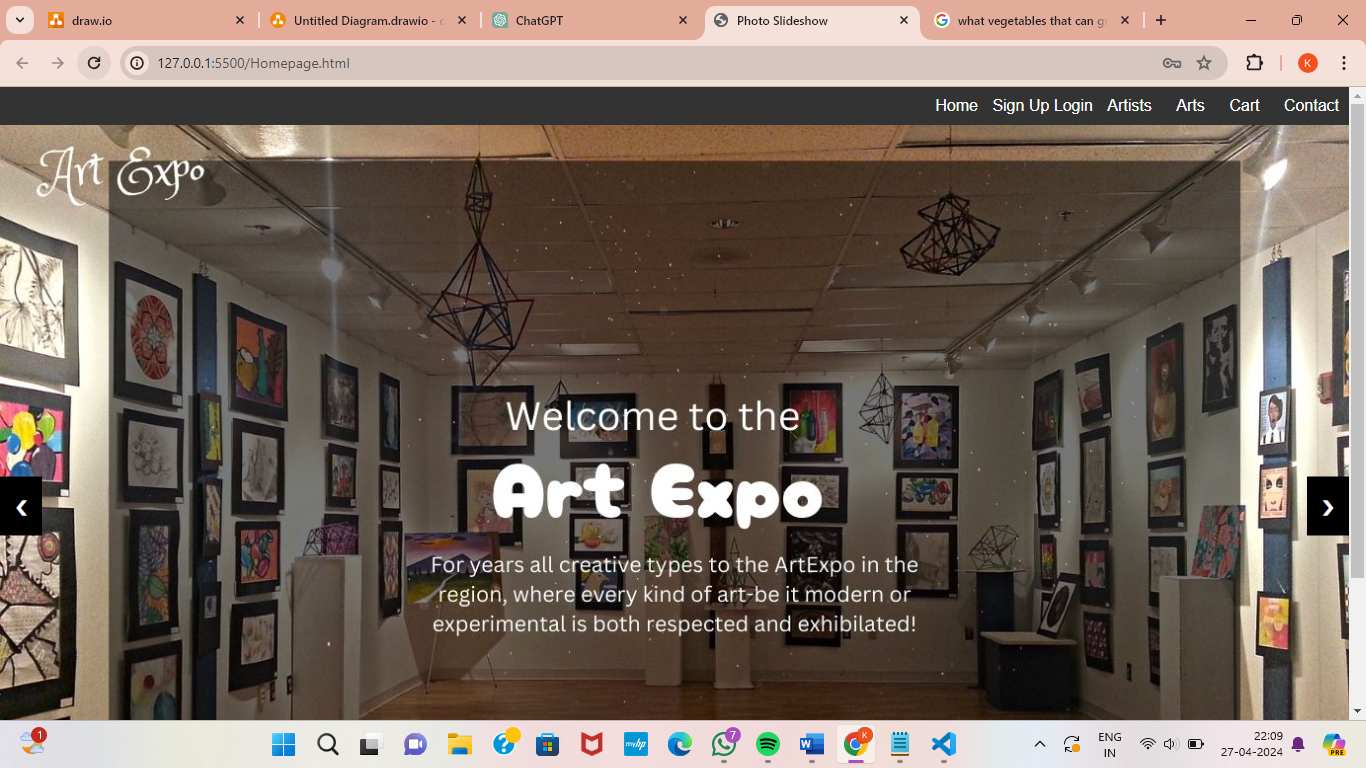 draw.io
Untitled Diagram.drawio - d
ChatGPT
Photo Slideshow
what vegetables that can g
127.0.0.1:5500/Homepage.html
K
Home Sign Up Login Artists Arts Cart Contact
Art Expo
Welcome to the
Art Expo
For years all creative types to the ArtExpo in the
region, where every kind of art-be it modern or
experimental is both respected and exhibilated!
1
myhp
7
K
ENG
IN
22:09
27-04-2024
PRE